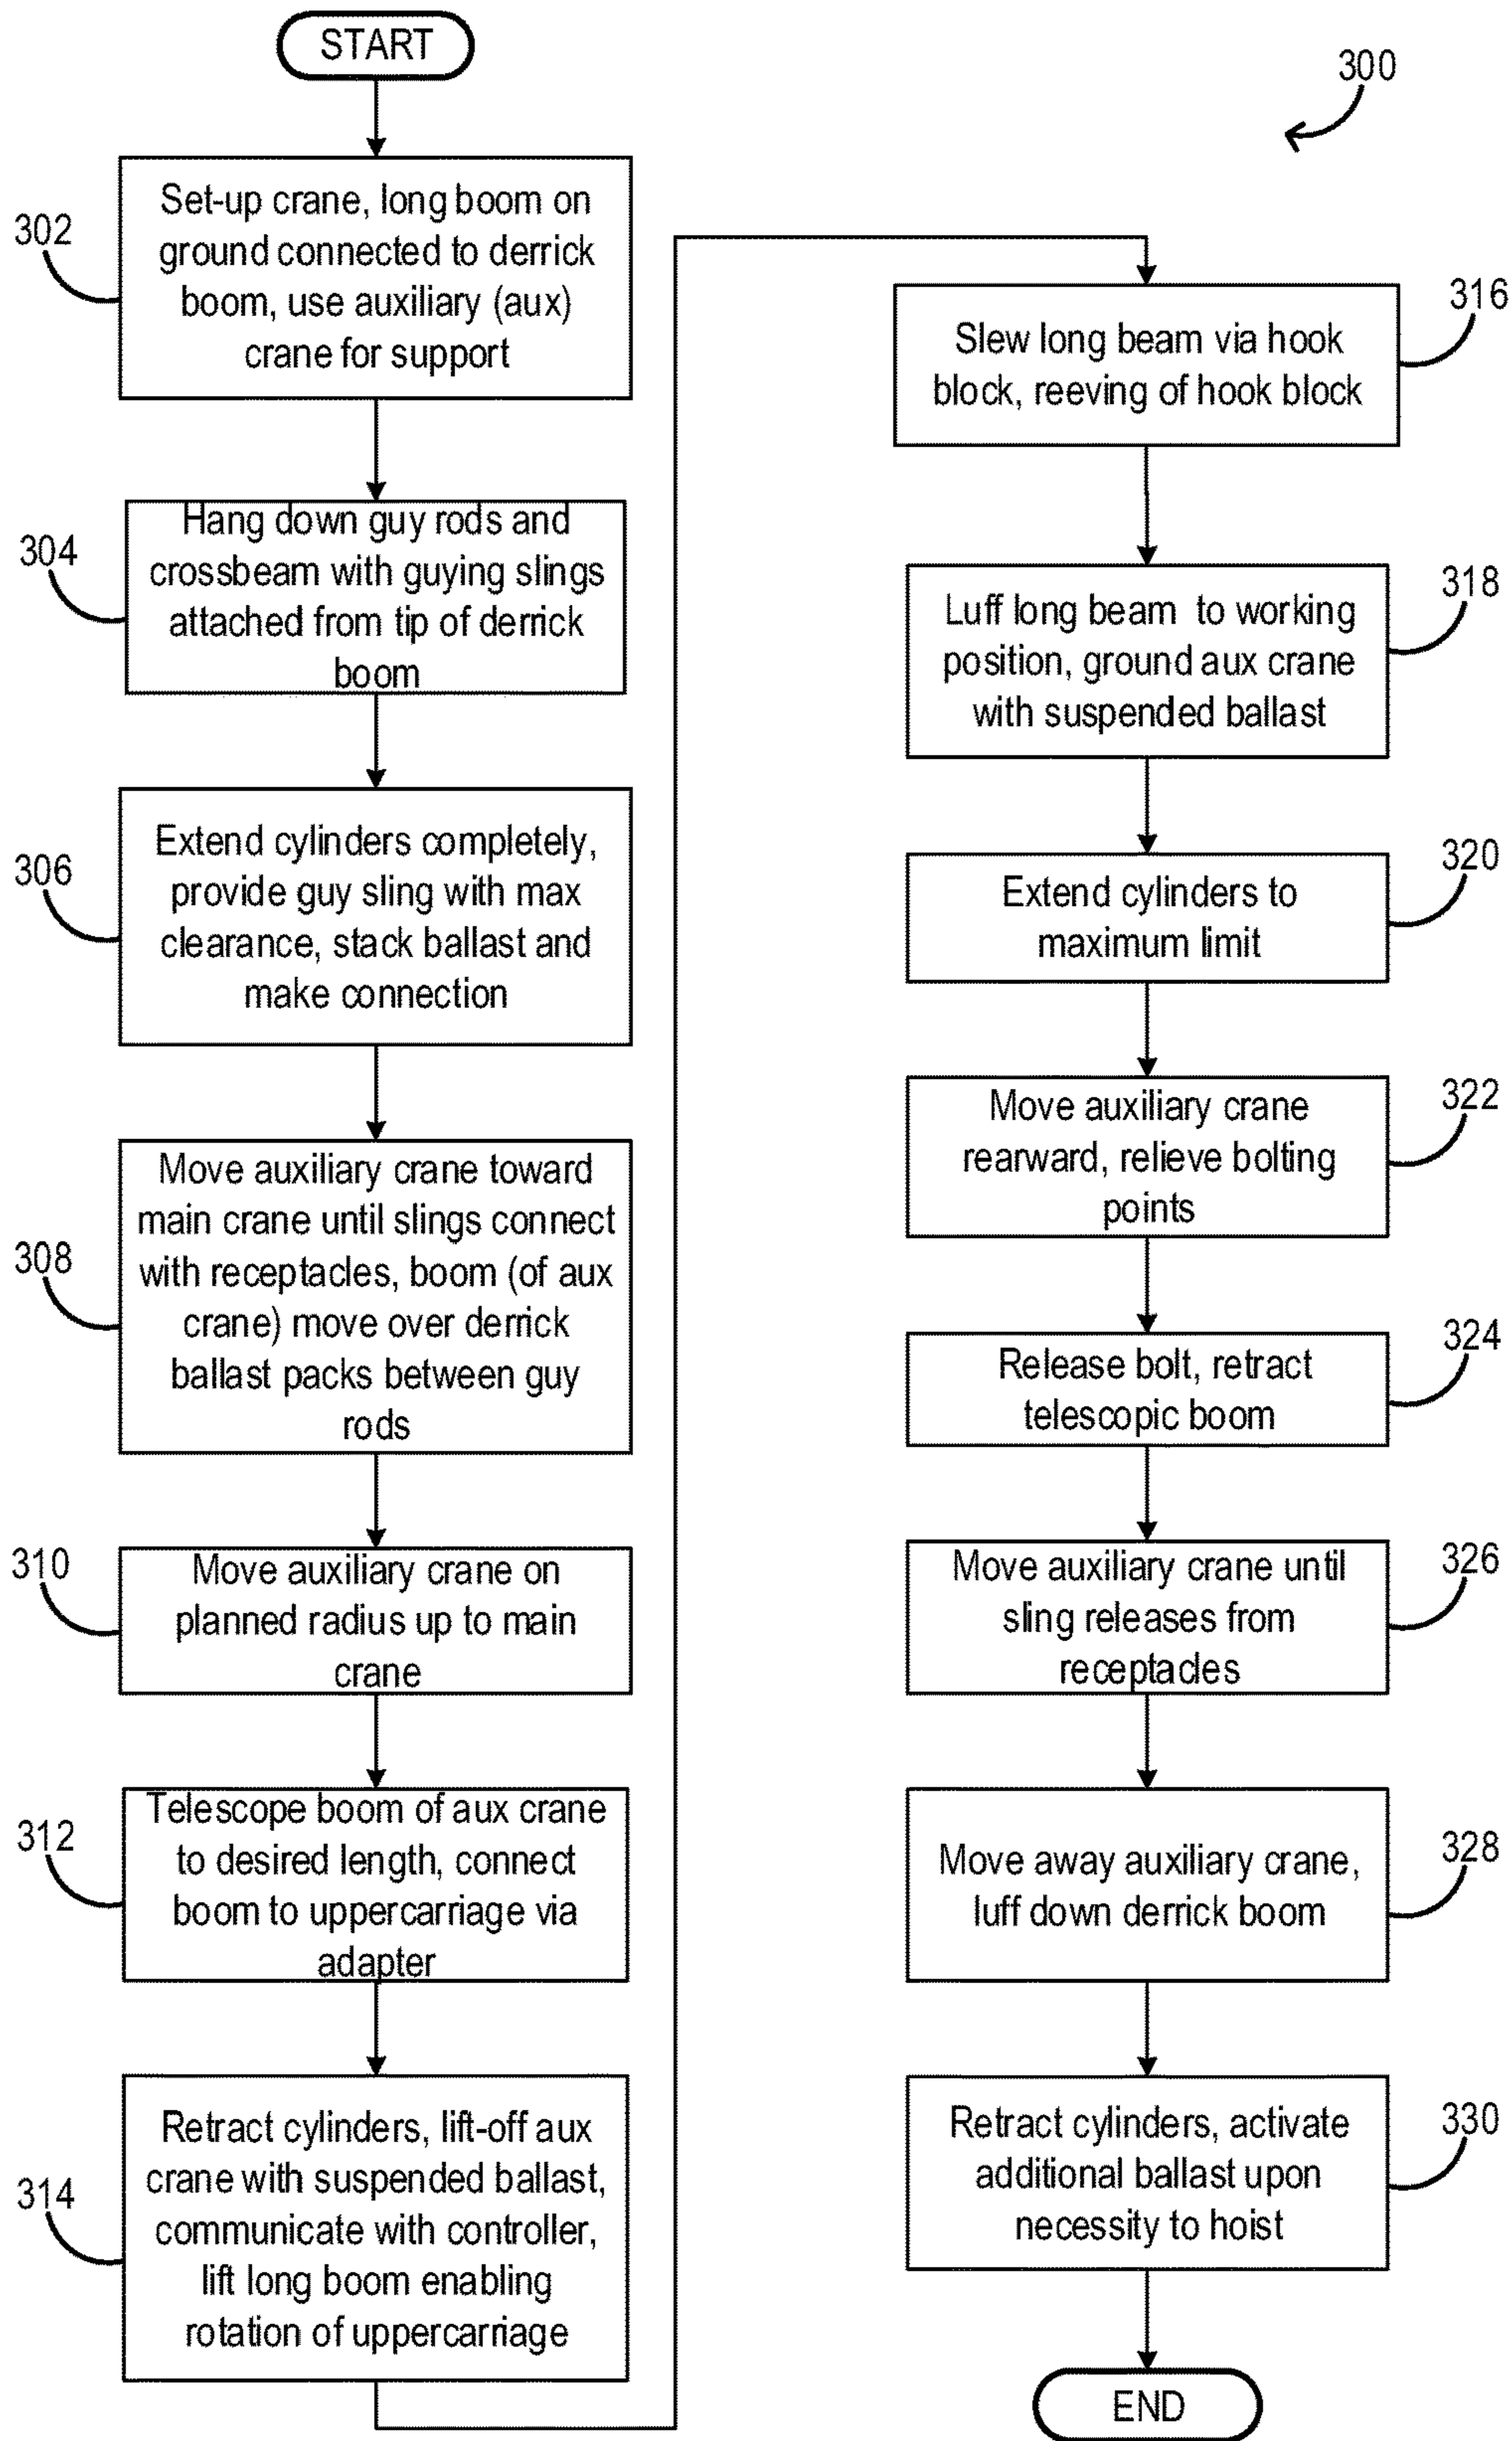 START
300
302
Set-up crane, long boom on
ground connected to derrick
boom, use auxiliary (aux)
crane for support
304
Hang down guy rods and
crossbeam with guying slings
attached from tip of derrick
boom
306
Extend cylinders completely,
provide guy sling with max
clearance, stack ballast and
make connection
308
Move auxiliary crane toward
main crane until slings connect
with receptacles, boom (of aux
crane) move over derrick
ballast packs between guy
rods
310
Move auxiliary crane on
planned radius up to main
crane
312
Telescope boom of aux crane
to desired length, connect
boom to uppercarriage via
adapter
314
Retract cylinders, lift-off aux
crane with suspended ballast,
communicate with controller,
lift long boom enabling
rotation of uppercarriage
316
Slew long beam via hook
block, reeving of hook block
318
Luff long beam to working
position, ground aux crane
with suspended ballast
320
Extend cylinders to
maximum limit
322
Move auxiliary crane
rearward, relieve bolting
points
324
Release bolt, retract
telescopic boom
326
Move auxiliary crane until
sling releases from
receptacles
328
Move away auxiliary crane,
luff down derrick boom
330
Retract cylinders, activate
additional ballast upon
necessity to hoist
END